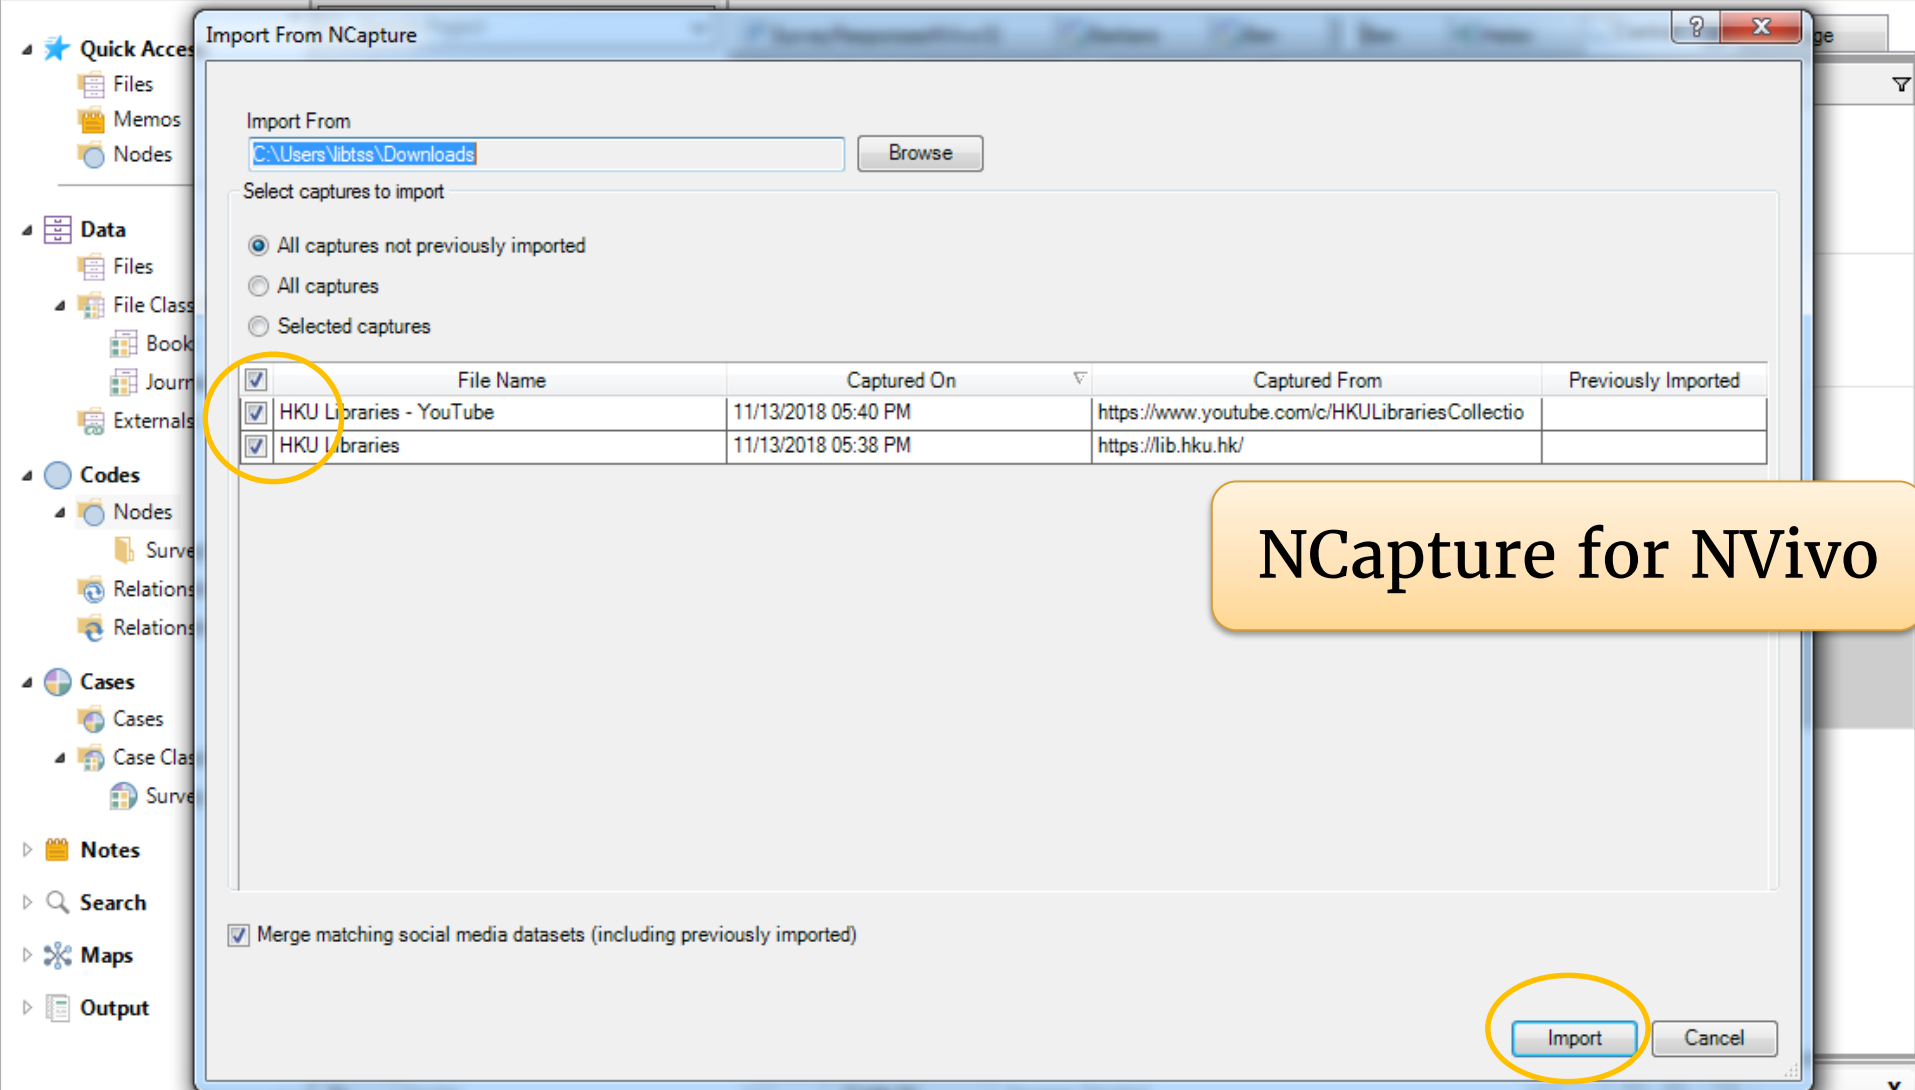 Import From NCapture
Quick Acces
Files
Memos
Nodes
Data
Files
File Class
Book
Journ
Externals
Codes
Nodes
Surve
Relations
Relations
Cases
Cases
Case Clas
Surve
Notes
Search
Maps
Output
Import From
C:\Users\libtss\Downloads
Browse
Select captures to import
All captures not previously imported
All captures
Selected captures
File Name Captured On Captured From Previously Imported
HKU Libraries - YouTube 11/13/2018 05:40 PM https://www.youtube.com/c/HKULibrariesCollectio
HKU Libraries 11/13/2018 05:38 PM https://lib.hku.hk/
NCapture for NVivo
Merge matching social media datasets (including previously imported)
Import Cancel
ge